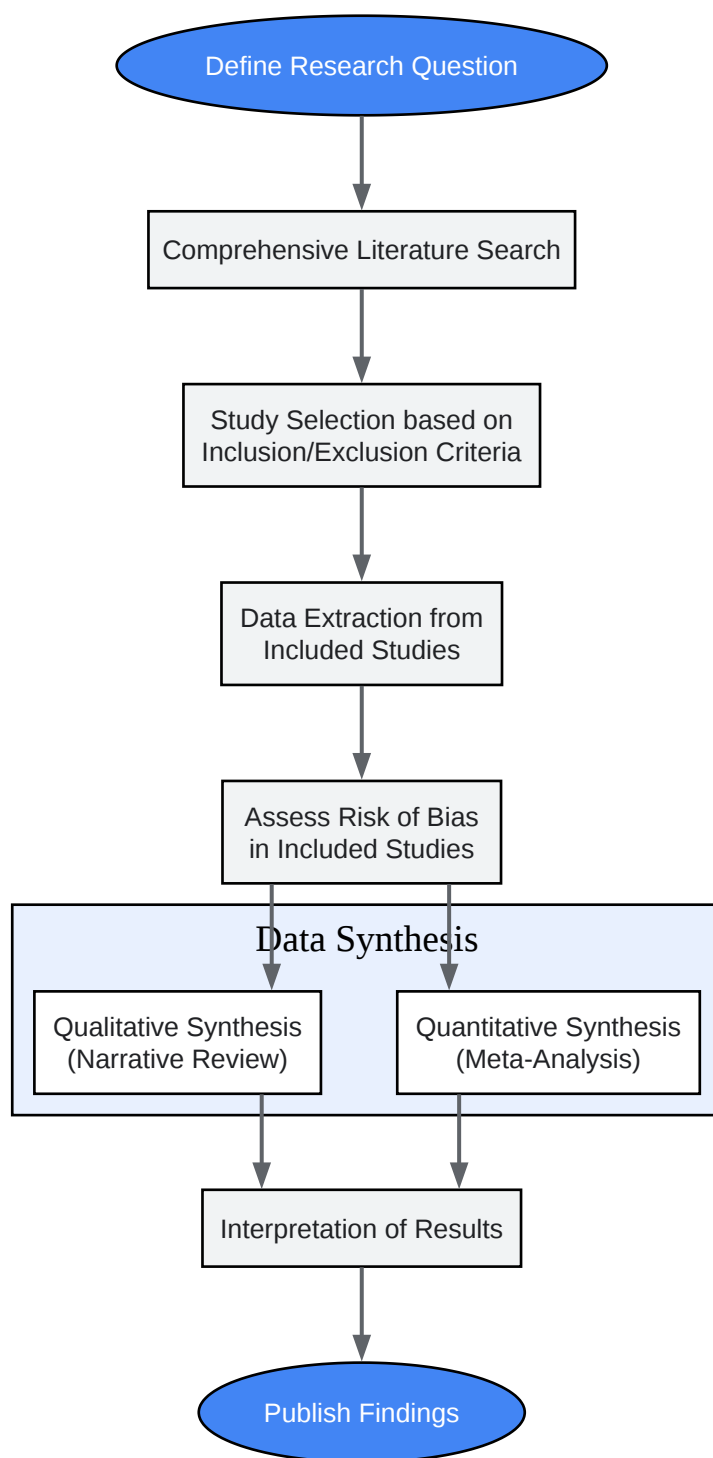 Define Research Question
Comprehensive Literature Search
Study Selection based on
Inclusion/Exclusion Criteria
Data Extraction from
Included Studies
Assess Risk of Bias
in Included Studies
Data Synthesis
Qualitative Synthesis
(Narrative Review)
Quantitative Synthesis
(Meta-Analysis)
Interpretation of Results
Publish Findings